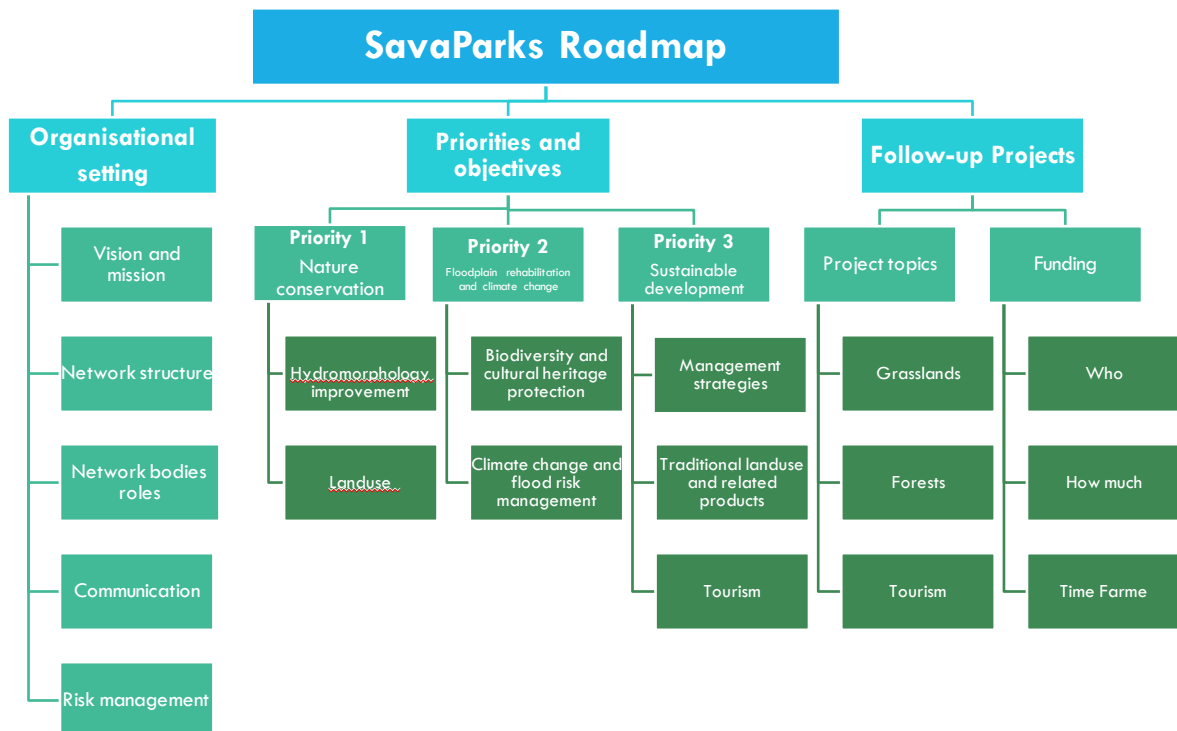 SavaParks Roadmap
Organisational
setting
Vision and
mission
Network structure
Network bodies
roles
Communication
Risk management
Priorities and
objectives
Priority 1
Nature
conservation
Hydromorphology
improvement
Landuse
Priority 2
Floodplain rehabilitation
and climate change
Biodiversity and
cultural heritage
protection
Climate change and
flood risk
management
Priority 3
Sustainable
development
Management
strategies
Traditional landuse
and related
products
Tourism
Follow-up Projects
Project topics
Grasslands
Forests
Tourism
Funding
Who
How much
Time Farme